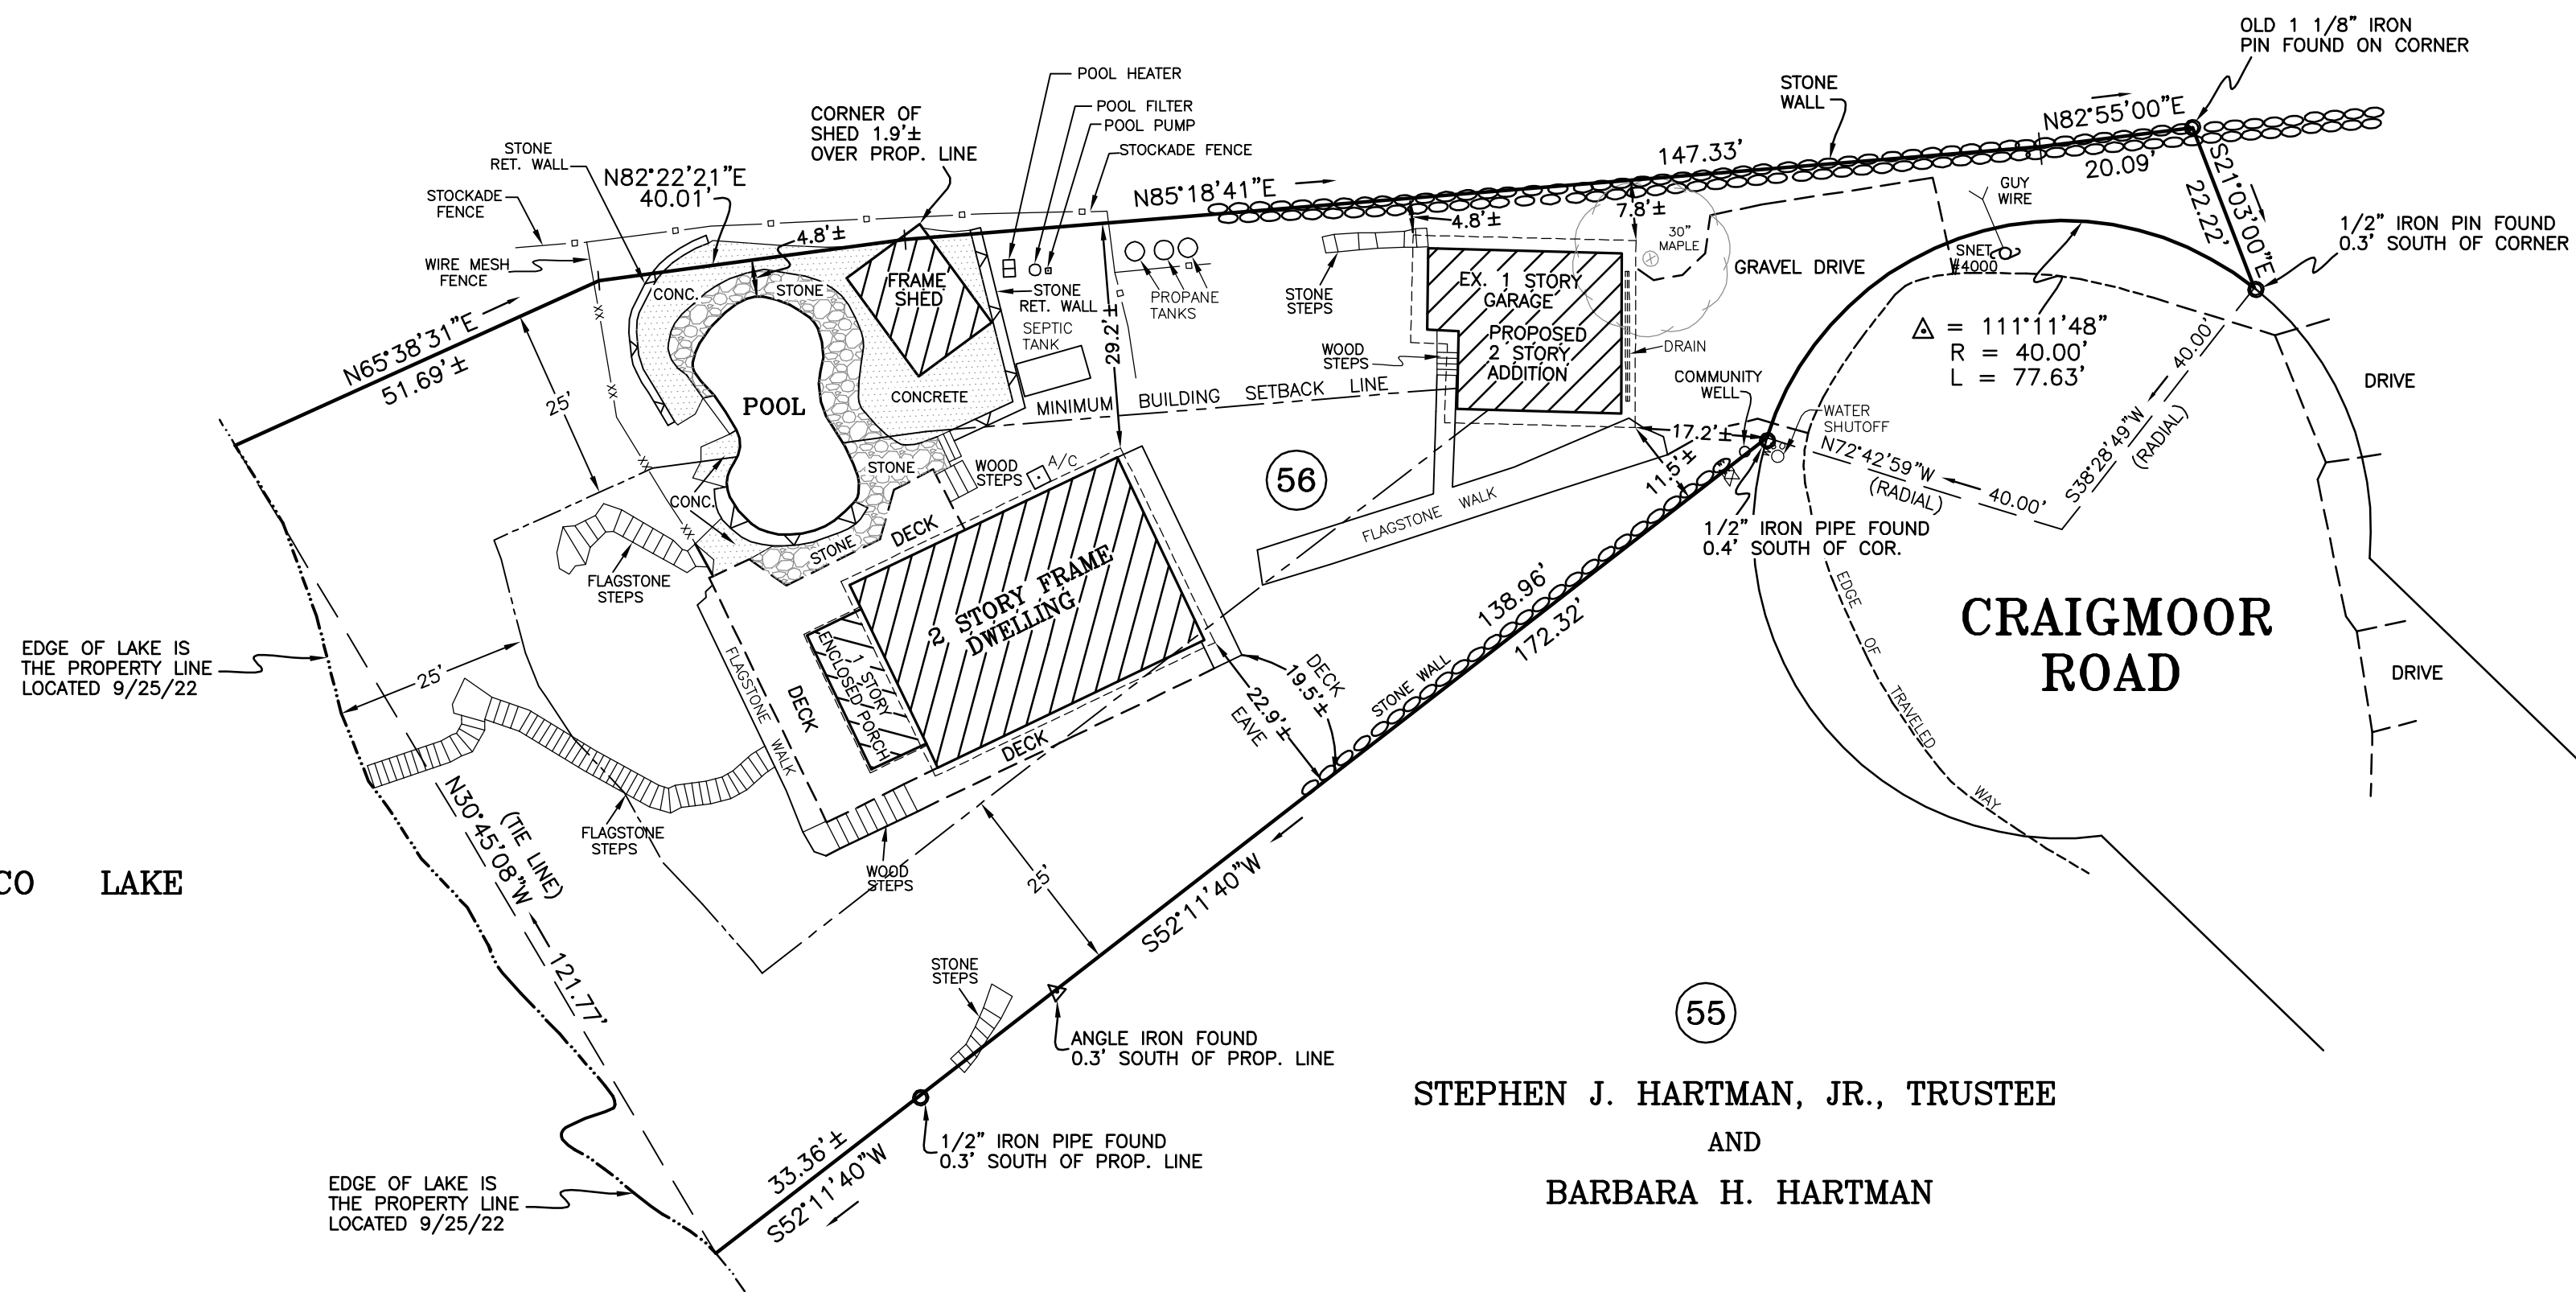 OLD 1 1/8" IRON
PIN FOUND ON CORNER
POOL HEATER
POOL FILTER
POOL PUMP
STOCKADE FENCE
CORNER OF
SHED 1.9'±
OVER PROP. LINE
STONE
WALL
N82°55'00"E
20.09'
147.33'
N85°18'41"E
STONE
RET. WALL
N82°22'21"E
40.01'
STOCKADE
FENCE
WIRE MESH
FENCE
4.8'±
4.8'±
7.8'±
30"
MAPLE
GUY
WIRE
S21°03'00"E
22.22'
1/2" IRON PIN FOUND
0.3' SOUTH OF CORNER
SNET
#4000
GRAVEL DRIVE
CONC.
STONE
FRAME
SHED
STONE
RET. WALL
PROPANE
TANKS
SEPTIC
TANK
29.2'±
STONE
STEPS
EX. 1 STORY
GARAGE
PROPOSED
2 STORY
ADDITION
WOOD
STEPS
DRAIN
COMMUNITY
WELL
WATER
SHUTOFF
= 111°11'48"
R = 40.00'
L = 77.63'
40.00'
S38°28'49"W
(RADIAL)
DRIVE
N65°38'31"E
51.69'±
25'
POOL
CONCRETE
MINIMUM BUILDING SETBACK LINE
17.2'±
11.5'±
N72°42'59"W
(RADIAL)
40.00'
STONE
WOOD
STEPS
A/C
56
CONC.
DECK
STONE
FLAGSTONE WALK
1/2" IRON PIPE FOUND
0.4' SOUTH OF COR.
FLAGSTONE
STEPS
2 STORY FRAME
DWELLING
138.96'
172.32'
EDGE OF TRAVELED WAY
CRAIGMOOR
ROAD
EDGE OF LAKE IS
THE PROPERTY LINE
LOCATED 9/25/22
25'
FLAGSTONE WALK
DECK
1 STORY
ENCLOSED PORCH
DECK
DECK
19.5'±
22.9'±
EAVE
STONE WALL
DRIVE
FLAGSTONE
STEPS
WOOD
STEPS
25'
S52°11'40"W
(TIE LINE)
N30°45'08"W
121.77'
CO LAKE
STONE
STEPS
ANGLE IRON FOUND
0.3' SOUTH OF PROP. LINE
55
STEPHEN J. HARTMAN, JR., TRUSTEE
AND
BARBARA H. HARTMAN
1/2" IRON PIPE FOUND
0.3' SOUTH OF PROP. LINE
33.36'±
S52°11'40"W
EDGE OF LAKE IS
THE PROPERTY LINE
LOCATED 9/25/22